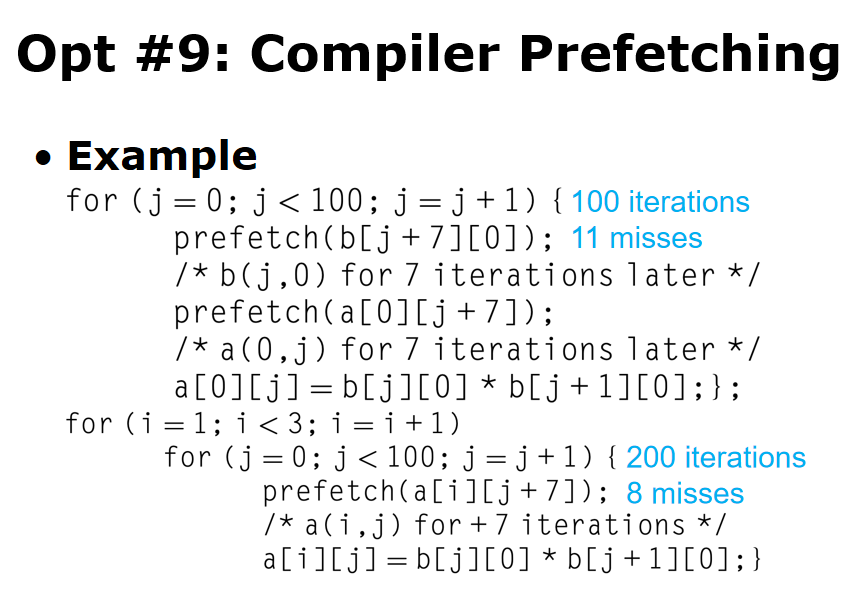 Opt #9: Compiler Prefetching
• Example
for (j = 0; j < 100; j = j + 1) { 100 iterations
prefetch(b[j + 7][0]); 11 misses
/* b(j,0) for 7 iterations later */
prefetch(a[0][j + 7]);
/* a(0,j) for 7 iterations later */
a[0][j] = b[j][0] * b[j + 1][0];};
for (i = 1; i < 3; i = i + 1)
for (j = 0; j < 100; j = j + 1) { 200 iterations
prefetch(a[i][j + 7]); 8 misses
/* a(i,j) for + 7 iterations */
a[i][j] = b[j][0] * b[j + 1][0];}